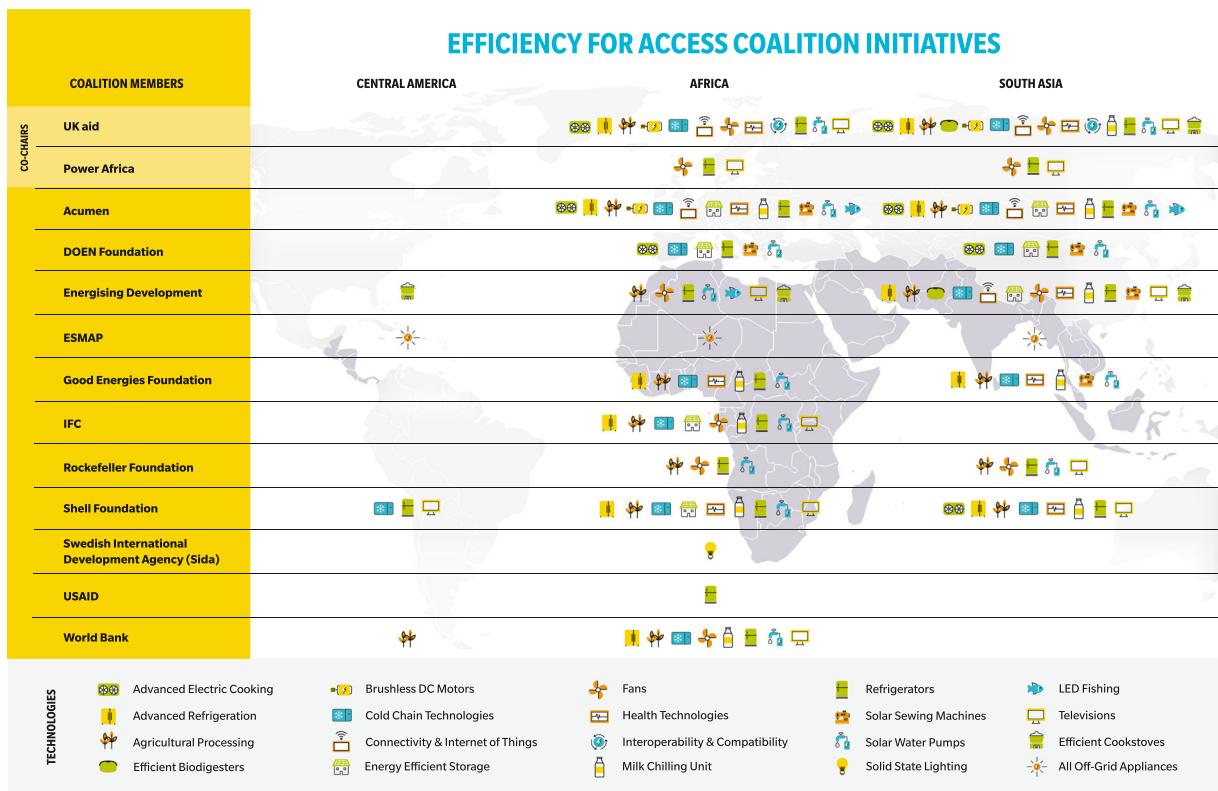 EFFICIENCY FOR ACCESS COALITION INITIATIVES
COALITION MEMBERS
CENTRAL AMERICA
AFRICA
SOUTH ASIA
CO-CHAIRS
UK aid
Power Africa
Acumen
DOEN Foundation
Energising Development
ESMAP
Good Energies Foundation
IFC
Rockefeller Foundation
Shell Foundation
Swedish International
Development Agency (Sida)
USAID
World Bank
TECHNOLOGIES
Advanced Electric Cooking
Advanced Refrigeration
Agricultural Processing
Efficient Biodigesters
Brushless DC Motors
Cold Chain Technologies
Connectivity & Internet of Things
Energy Efficient Storage
Fans
Health Technologies
Interoperability & Compatibility
Milk Chilling Unit
Refrigerators
Solar Sewing Machines
Solar Water Pumps
Solid State Lighting
LED Fishing
Televisions
Efficient Cookstoves
All Off-Grid Appliances